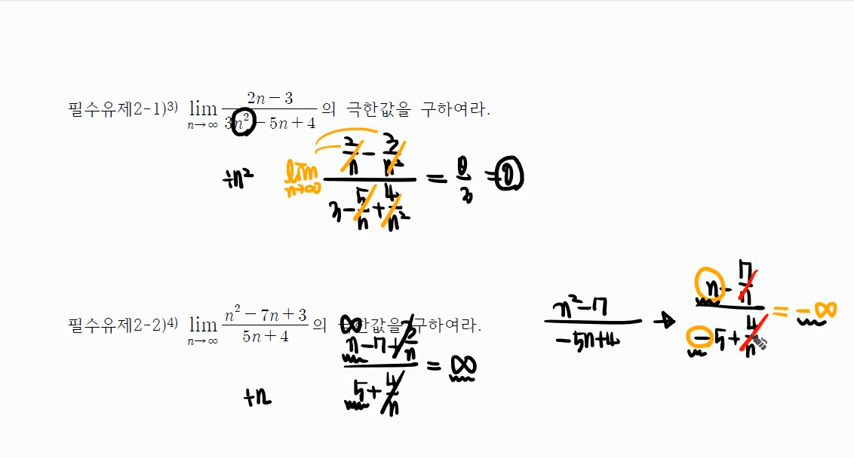 필수유제2-1)3) lim n→∞ (2n-3)/(3n²-5n+4) 의 극한값을 구하여라.
÷n² lim n→∞ (2/n - 3/n²)/(3 - 5/n + 4/n²) = 0/3 = 0
필수유제2-2)4) lim n→∞ (n²-7n+3)/(5n+4) 의 극한값을 구하여라.
÷n ∞ (n-7+3/n)/(5+4/n) = ∞
(n²-7)/(-5n+4) → (n - 7/n)/(-5 + 4/n) = -∞